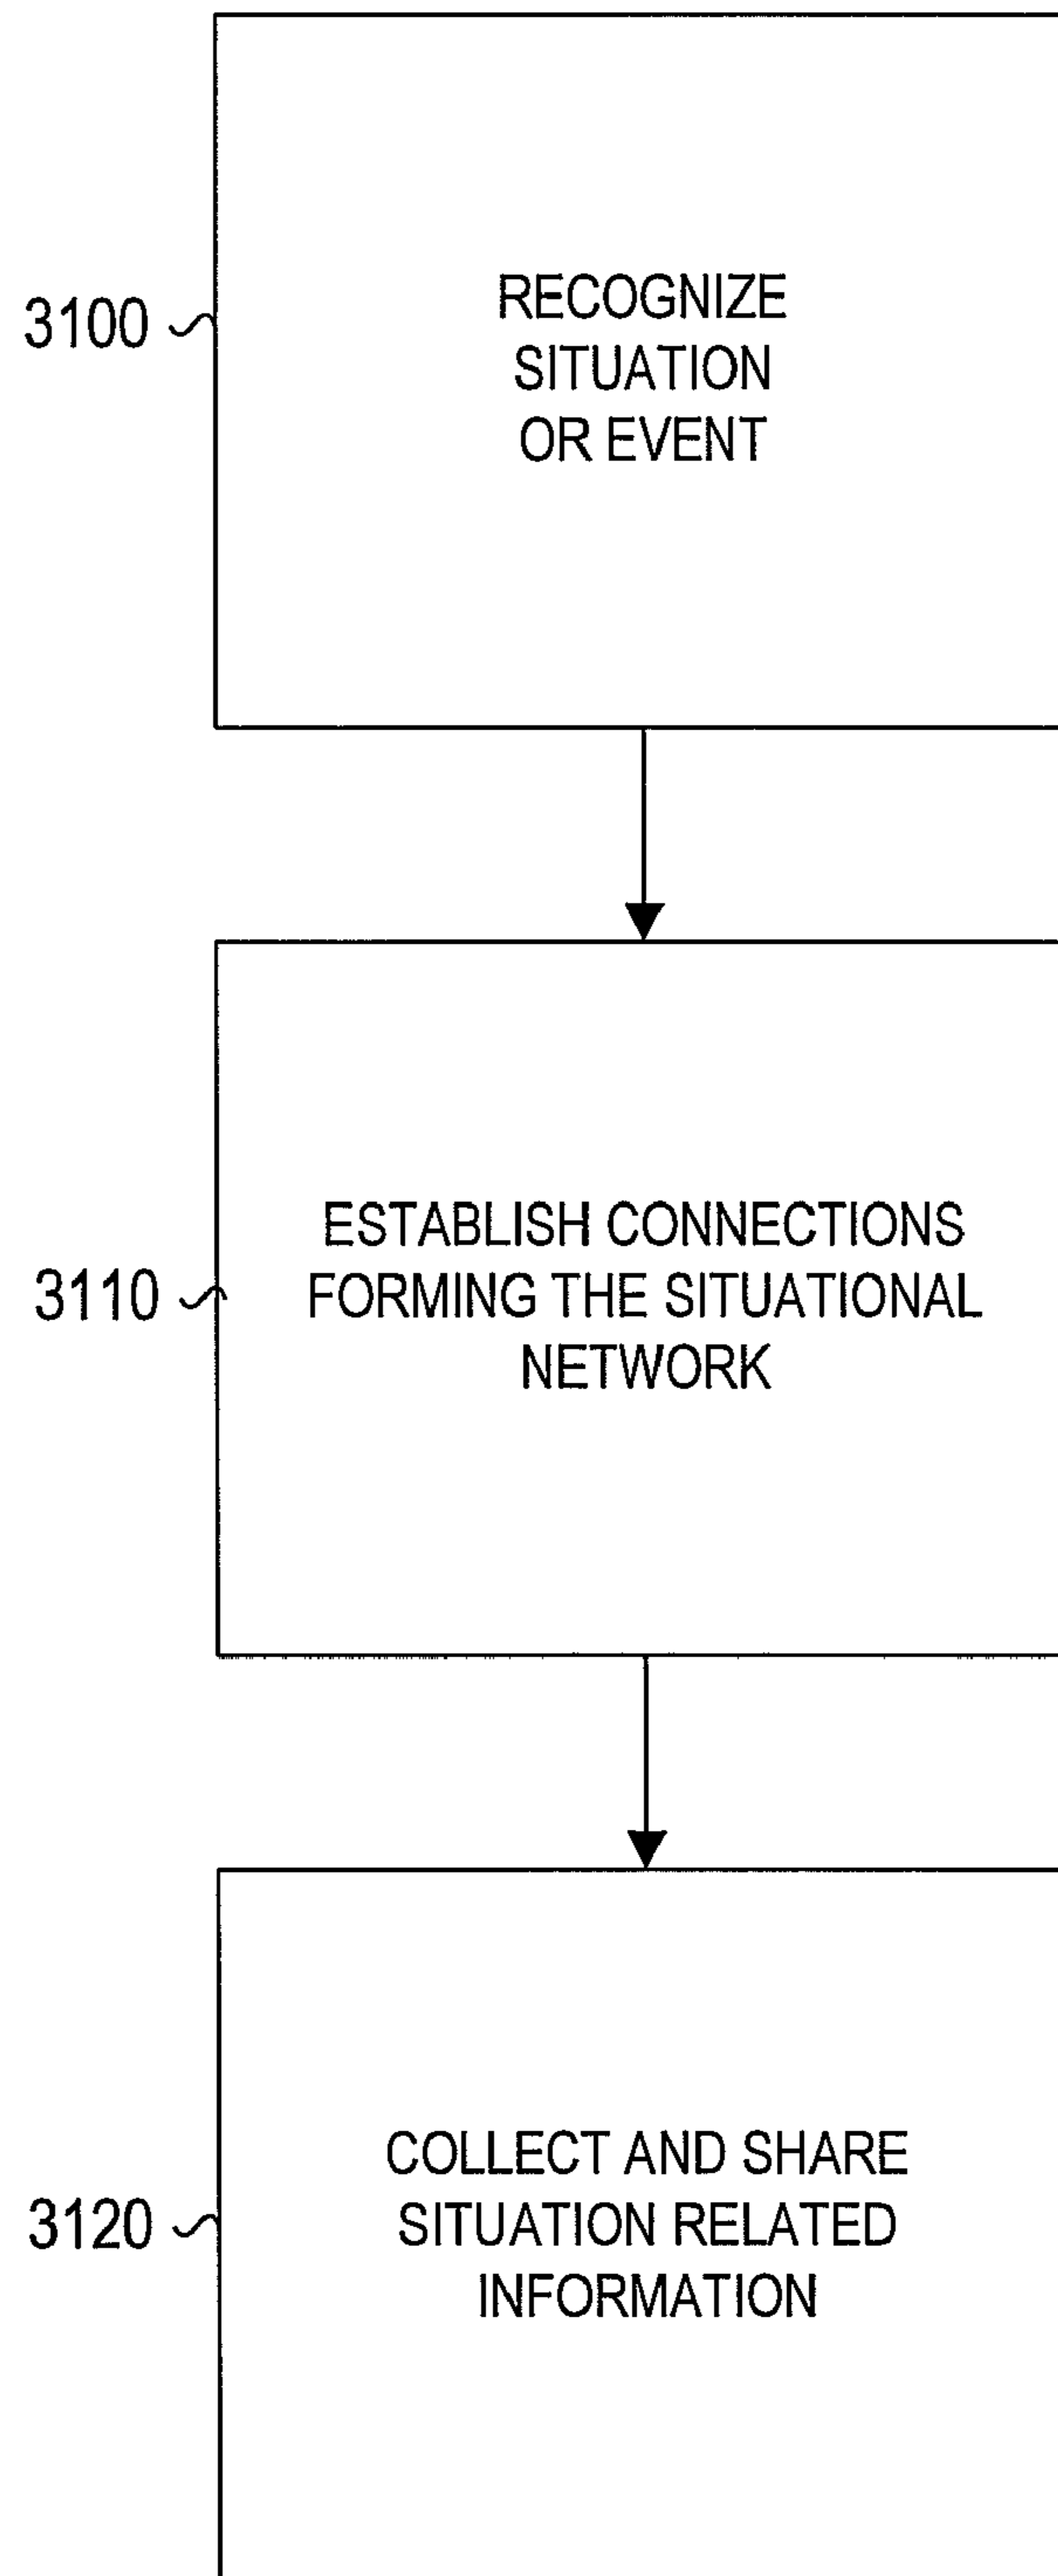 3100
RECOGNIZE
SITUATION
OR EVENT
3110
ESTABLISH CONNECTIONS
FORMING THE SITUATIONAL
NETWORK
3120
COLLECT AND SHARE
SITUATION RELATED
INFORMATION